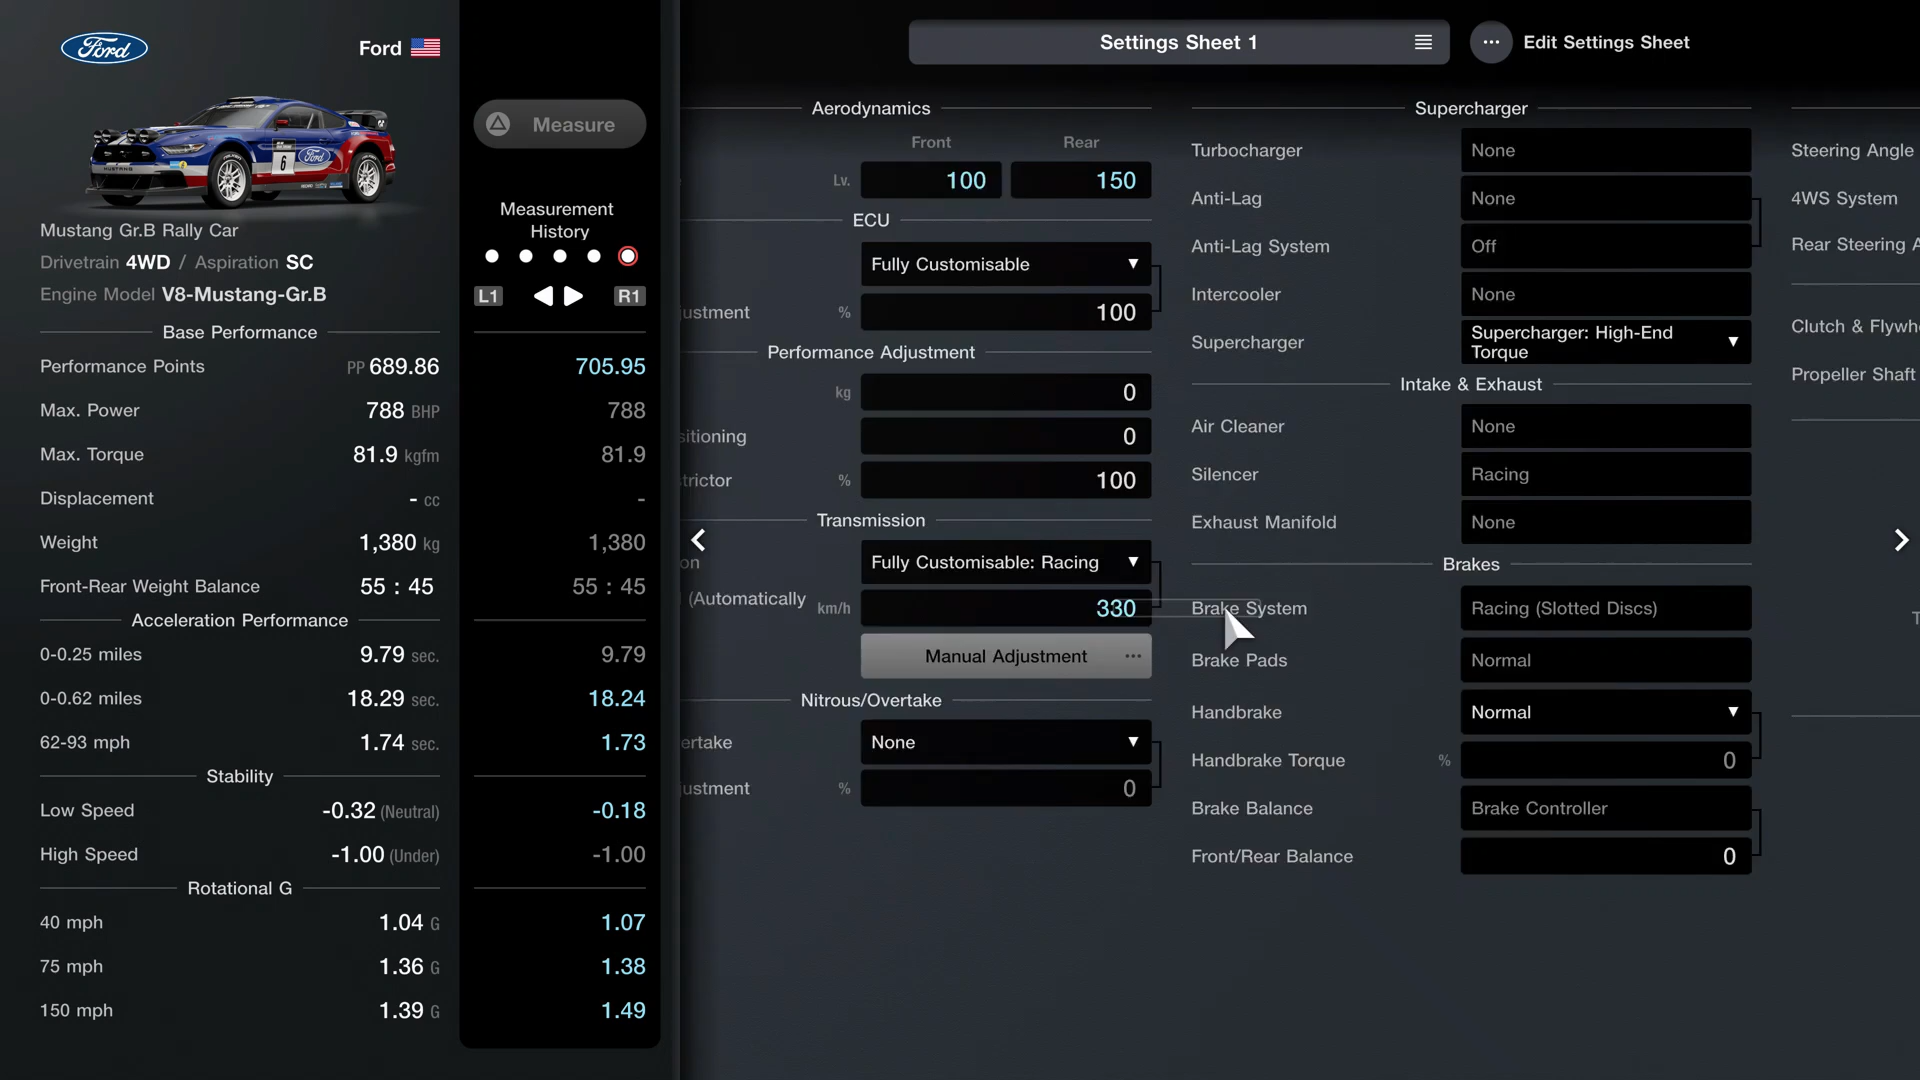 Ford
Ford
Mustang Gr.B Rally Car
Drivetrain 4WD / Aspiration SC
Engine Model V8-Mustang-Gr.B
Base Performance
Performance Points PP 689.86
Max. Power 788 BHP
Max. Torque 81.9 kgfm
Displacement - cc
Weight 1,380 kg
Front-Rear Weight Balance 55 : 45
Acceleration Performance
0-0.25 miles 9.79 sec.
0-0.62 miles 18.29 sec.
62-93 mph 1.74 sec.
Stability
Low Speed -0.32 (Neutral)
High Speed -1.00 (Under)
Rotational G
40 mph 1.04 G
75 mph 1.36 G
150 mph 1.39 G
Measure
Measurement
History
L1 R1
705.95
788
81.9
-
1,380
55 : 45
9.79
18.24
1.73
-0.18
-1.00
1.07
1.38
1.49
Settings Sheet 1
Edit Settings Sheet
Aerodynamics
Front Rear
Lv. 100 150
ECU
Fully Customisable
justment % 100
Performance Adjustment
kg 0
sitioning 0
strictor % 100
Transmission
on Fully Customisable: Racing
(Automatically km/h 330
Manual Adjustment
Nitrous/Overtake
ertake None
justment % 0
Supercharger
Turbocharger None
Anti-Lag None
Anti-Lag System Off
Intercooler None
Supercharger Supercharger: High-End
Torque
Intake & Exhaust
Air Cleaner None
Silencer Racing
Exhaust Manifold None
Brakes
Brake System Racing (Slotted Discs)
Brake Pads Normal
Handbrake Normal
Handbrake Torque % 0
Brake Balance Brake Controller
Front/Rear Balance 0
Steering Angle
4WS System
Rear Steering A
Clutch & Flywhe
Propeller Shaft
T